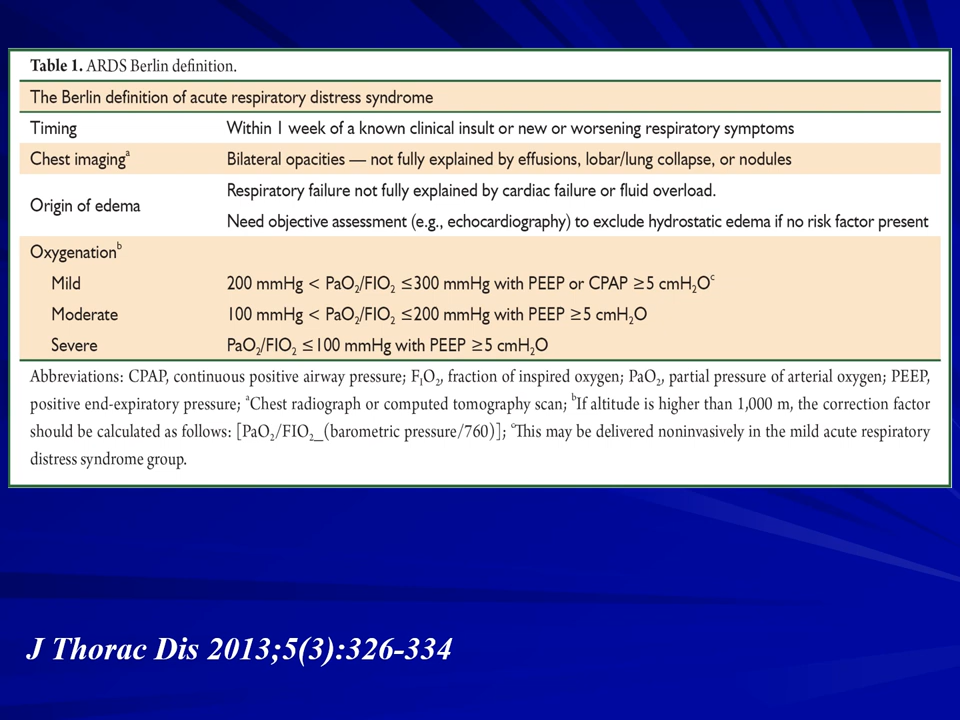 Table 1. ARDS Berlin definition.
The Berlin definition of acute respiratory distress syndrome
Timing Within 1 week of a known clinical insult or new or worsening respiratory symptoms
Chest imagingᵃ Bilateral opacities — not fully explained by effusions, lobar/lung collapse, or nodules
Origin of edema
Respiratory failure not fully explained by cardiac failure or fluid overload.
Need objective assessment (e.g., echocardiography) to exclude hydrostatic edema if no risk factor present
Oxygenationᵇ
Mild 200 mmHg < PaO₂/FIO₂ ≤300 mmHg with PEEP or CPAP ≥5 cmH₂Oᶜ
Moderate 100 mmHg < PaO₂/FIO₂ ≤200 mmHg with PEEP ≥5 cmH₂O
Severe PaO₂/FIO₂ ≤100 mmHg with PEEP ≥5 cmH₂O
Abbreviations: CPAP, continuous positive airway pressure; FIO₂, fraction of inspired oxygen; PaO₂, partial pressure of arterial oxygen; PEEP,
positive end-expiratory pressure; ᵃChest radiograph or computed tomography scan; ᵇIf altitude is higher than 1,000 m, the correction factor
should be calculated as follows: [PaO₂/FIO₂_(barometric pressure/760)]; ᶜThis may be delivered noninvasively in the mild acute respiratory
distress syndrome group.
J Thorac Dis 2013;5(3):326-334